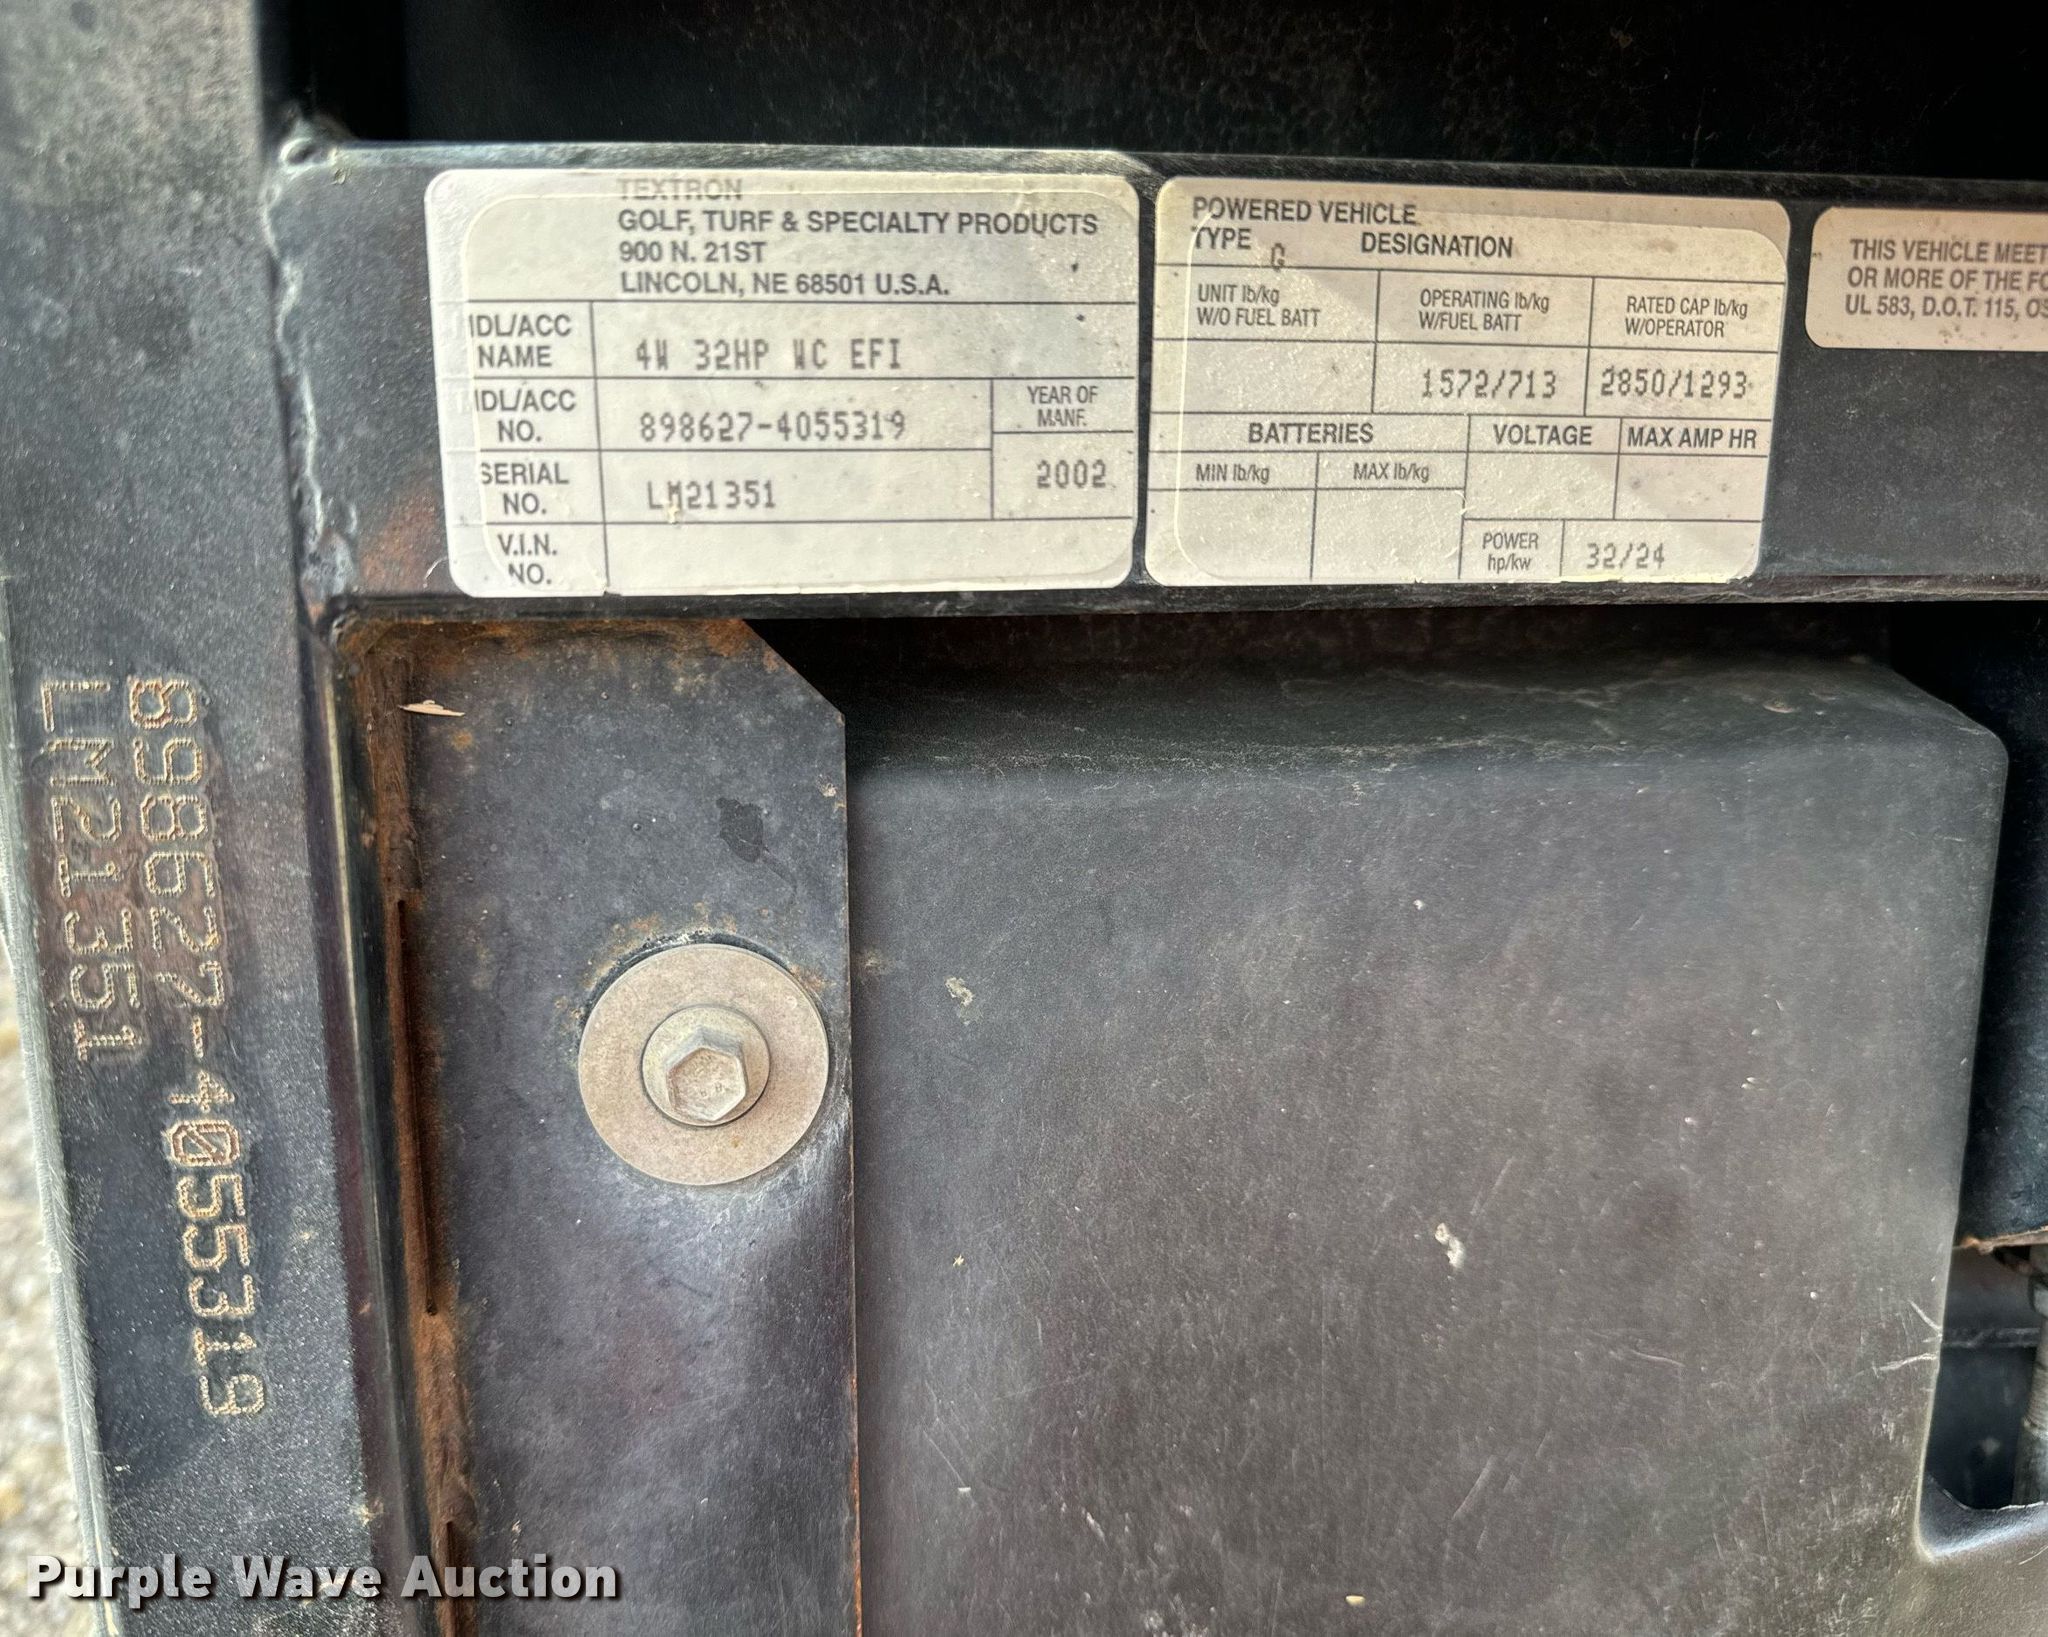 TEXTRON
GOLF, TURF & SPECIALTY PRODUCTS
900 N. 21ST
LINCOLN, NE 68501 U.S.A.
MDL/ACC NAME
4W 32HP WC EFI
MDL/ACC NO.
898627-4055319
YEAR OF MANF.
2002
SERIAL NO.
LM21351
V.I.N. NO.
POWERED VEHICLE
TYPE G DESIGNATION
UNIT lb/kg W/O FUEL BATT
OPERATING lb/kg W/FUEL BATT
RATED CAP lb/kg W/OPERATOR
1572/713
2850/1293
BATTERIES
VOLTAGE
MAX AMP HR
MIN lb/kg
MAX lb/kg
POWER hp/kw
32/24
THIS VEHICLE MEET
OR MORE OF THE FO
UL 583, D.O.T. 115, OS
898627-4055319
LM21351
Purple Wave Auction